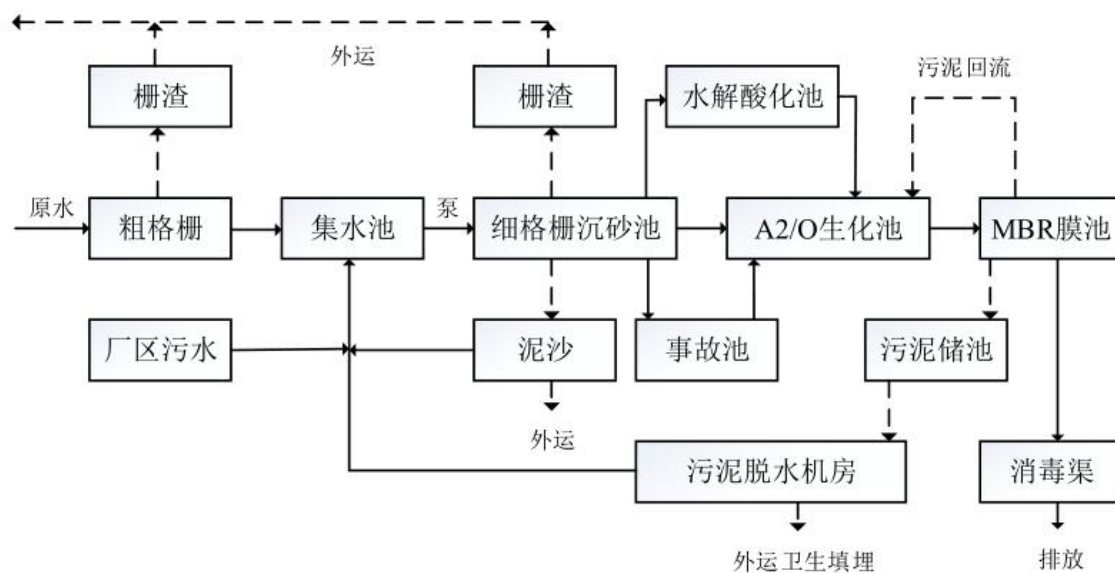 外运
栅渣
栅渣
水解酸化池
污泥回流
原水
粗格栅
集水池
泵
细格栅沉砂池
A2/O生化池
MBR膜池
厂区污水
泥沙
事故池
污泥储池
外运
污泥脱水机房
消毒渠
外运卫生填埋
排放